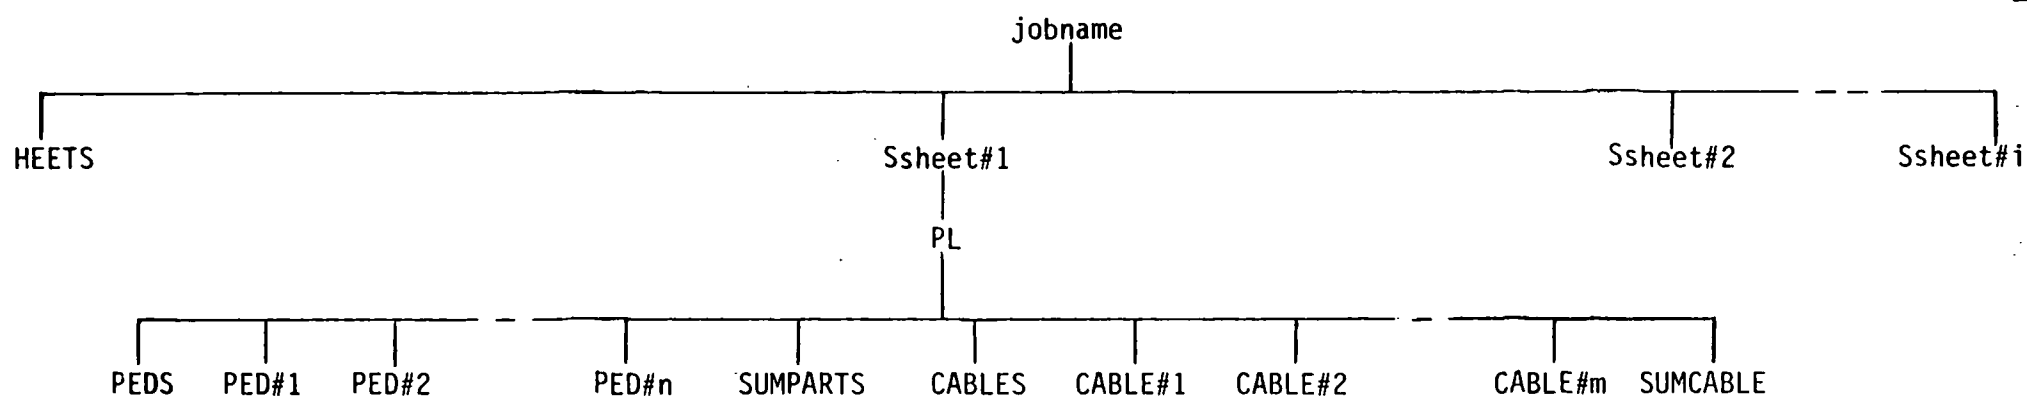 jobname
HEETS Ssheet#1 Ssheet#2 Ssheet#i
PL
PEDS PED#1 PED#2 PED#n SUMPARTS CABLES CABLE#1 CABLE#2 CABLE#m SUMCABLE